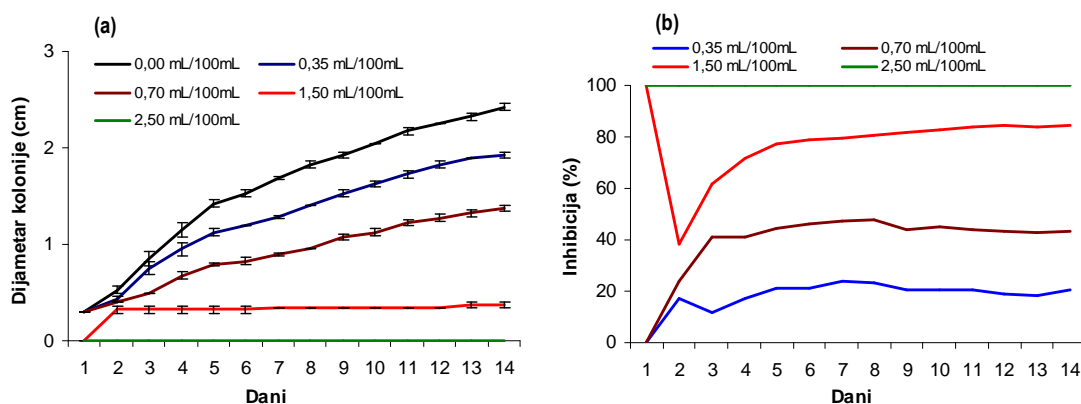 (a)
3
2
1
0
Dijametar kolonije (cm)
0,00 mL/100mL 0,35 mL/100mL
0,70 mL/100mL 1,50 mL/100mL
2,50 mL/100mL
1 2 3 4 5 6 7 8 9 10 11 12 13 14
Dani
(b)
0,35 mL/100mL 0,70 mL/100mL
1,50 mL/100mL 2,50 mL/100mL
100
80
60
40
20
0
Inhibicija (%)
1 2 3 4 5 6 7 8 9 10 11 12 13 14
Dani